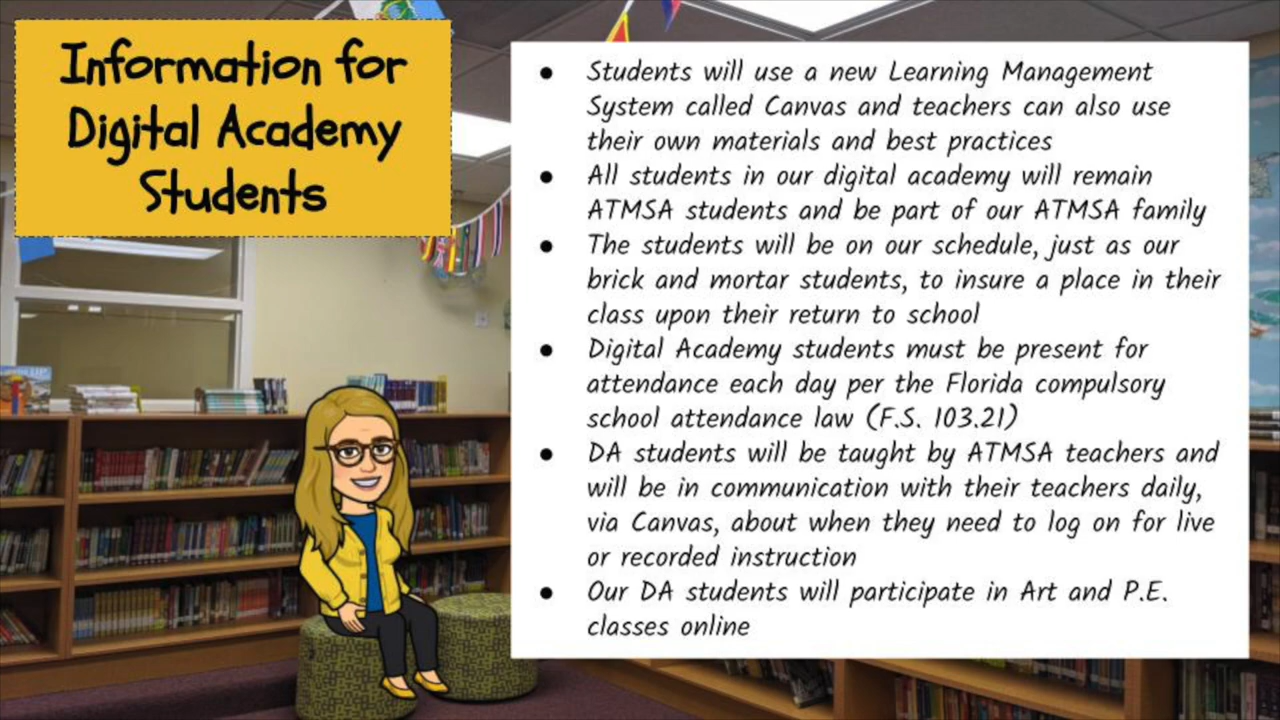 Information for
Digital Academy
Students
● Students will use a new Learning Management
System called Canvas and teachers can also use
their own materials and best practices
● All students in our digital academy will remain
ATMSA students and be part of our ATMSA family
● The students will be on our schedule, just as our
brick and mortar students, to insure a place in their
class upon their return to school
● Digital Academy students must be present for
attendance each day per the Florida compulsory
school attendance law (F.S. 103.21)
● DA students will be taught by ATMSA teachers and
will be in communication with their teachers daily,
via Canvas, about when they need to log on for live
or recorded instruction
● Our DA students will participate in Art and P.E.
classes online